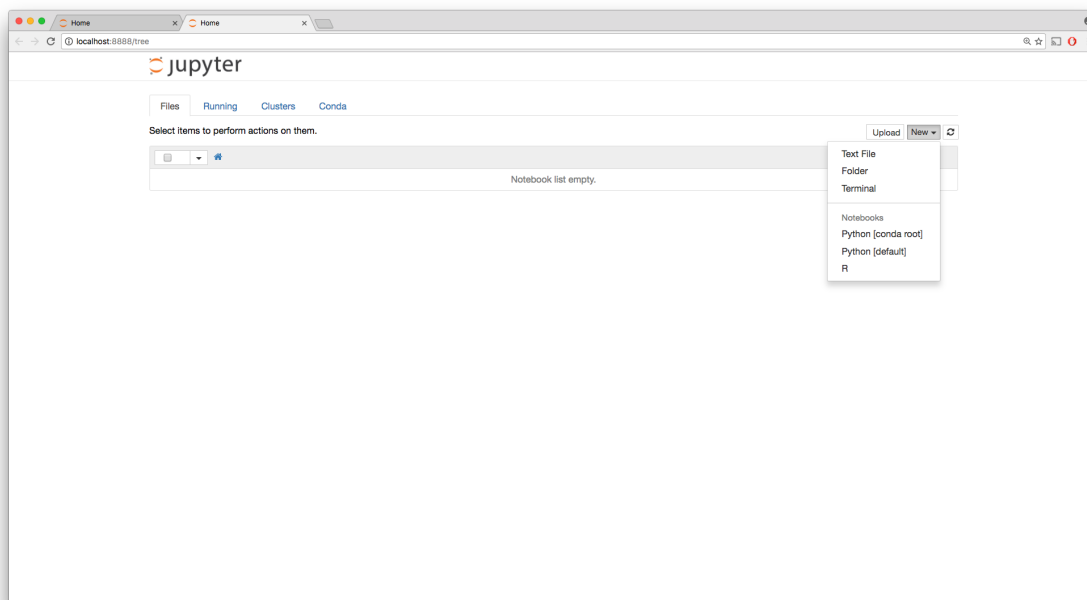 Home
Home
localhost:8888/tree
jupyter
Files Running Clusters Conda
Select items to perform actions on them.
Upload New
Notebook list empty.
Text File
Folder
Terminal
Notebooks
Python [conda root]
Python [default]
R